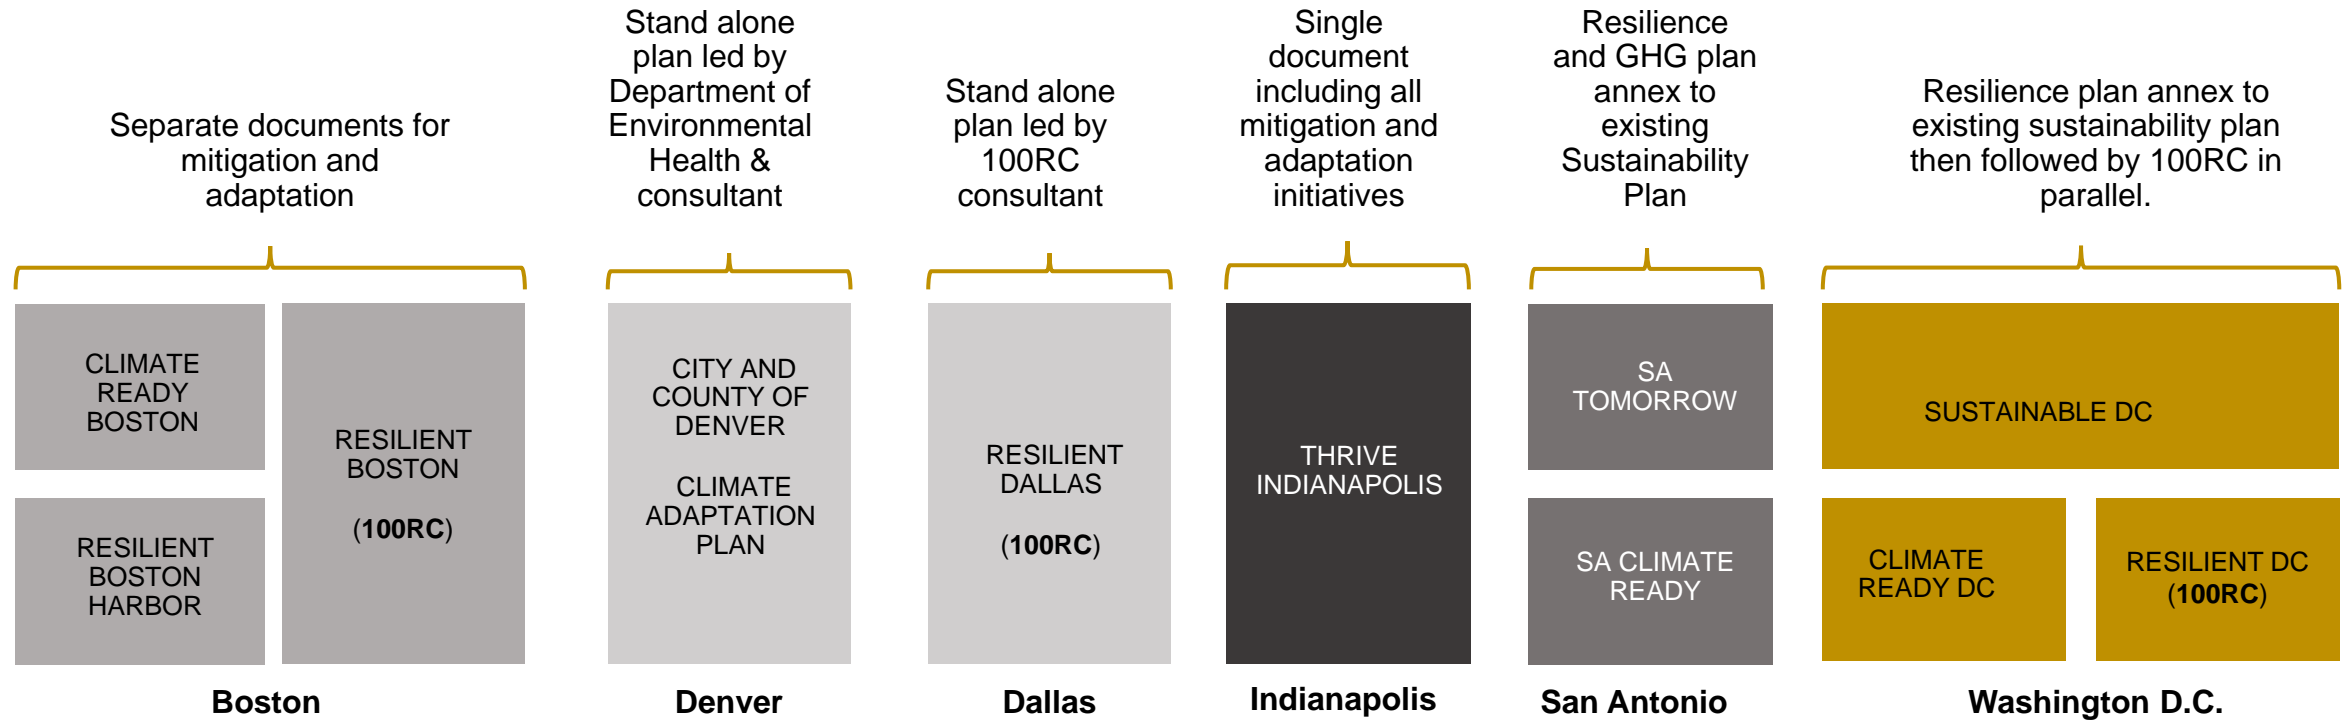 Separate documents for
mitigation and
adaptation
Stand alone
plan led by
Department of
Environmental
Health &
consultant
Stand alone
plan led by
100RC
consultant
Single
document
including all
mitigation and
adaptation
initiatives
Resilience
and GHG plan
annex to
existing
Sustainability
Plan
Resilience plan annex to
existing sustainability plan
then followed by 100RC in
parallel.
CLIMATE
READY
BOSTON
RESILIENT
BOSTON
HARBOR
RESILIENT
BOSTON
(100RC)
CITY AND
COUNTY OF
DENVER
CLIMATE
ADAPTATION
PLAN
RESILIENT
DALLAS
(100RC)
THRIVE
INDIANAPOLIS
SA
TOMORROW
SA CLIMATE
READY
SUSTAINABLE DC
CLIMATE
READY DC
RESILIENT DC
(100RC)
Boston
Denver
Dallas
Indianapolis
San Antonio
Washington D.C.